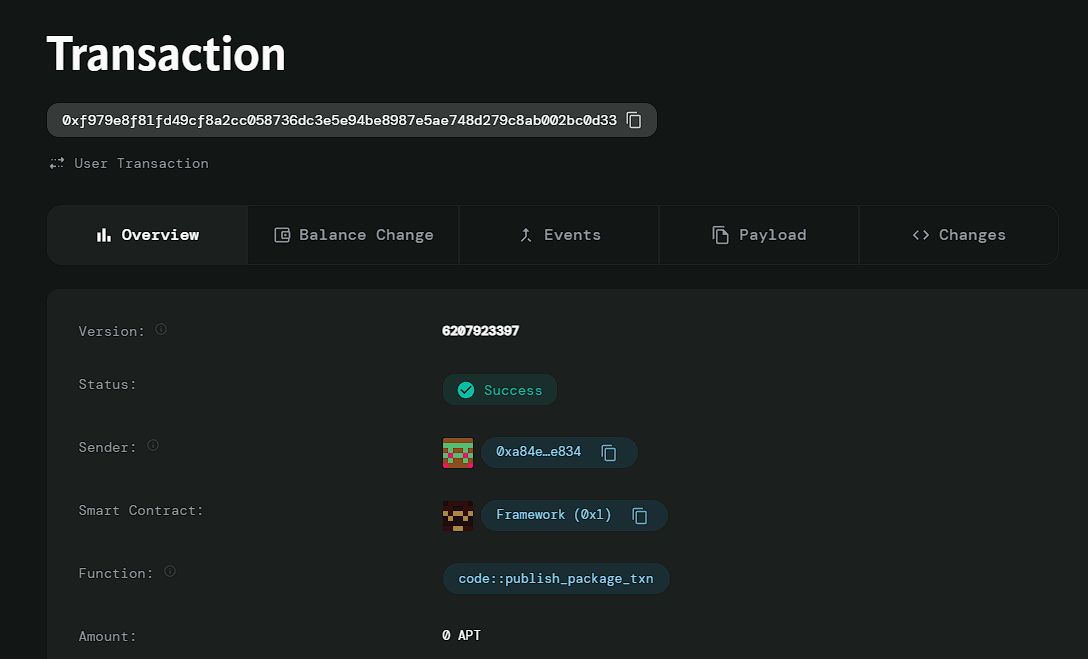 Transaction
0xf979e8f81fd49cf8a2cc058736dc3e5e94be8987e5ae748d279c8ab002bc0d33
User Transaction
Overview Balance Change Events Payload Changes
Version: 6207923397
Status: Success
Sender: 0xa84e…e834
Smart Contract: Framework (0x1)
Function: code::publish_package_txn
Amount: 0 APT